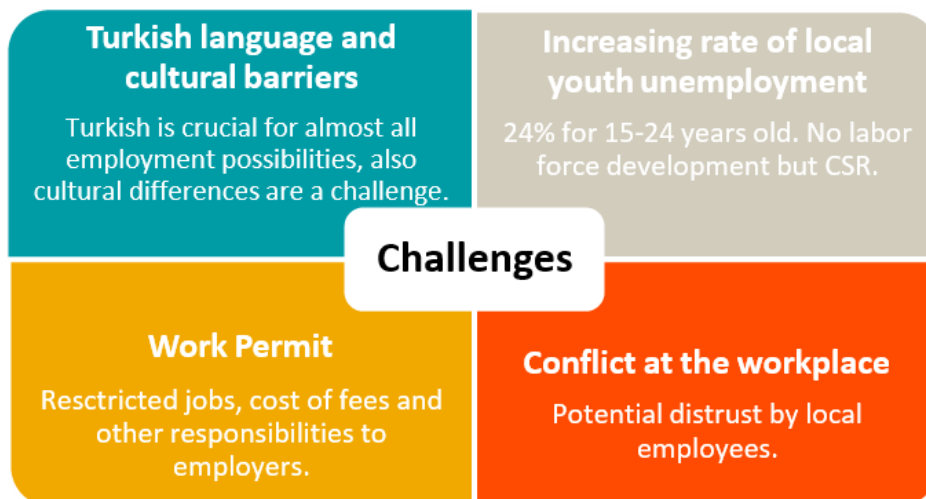 Turkish language and
cultural barriers
Turkish is crucial for almost all
employment possibilities, also
cultural differences are a challenge.
Increasing rate of local
youth unemployment
24% for 15-24 years old. No labor
force development but CSR.
Challenges
Work Permit
Resctricted jobs, cost of fees and
other responsibilities to
employers.
Conflict at the workplace
Potential distrust by local
employees.